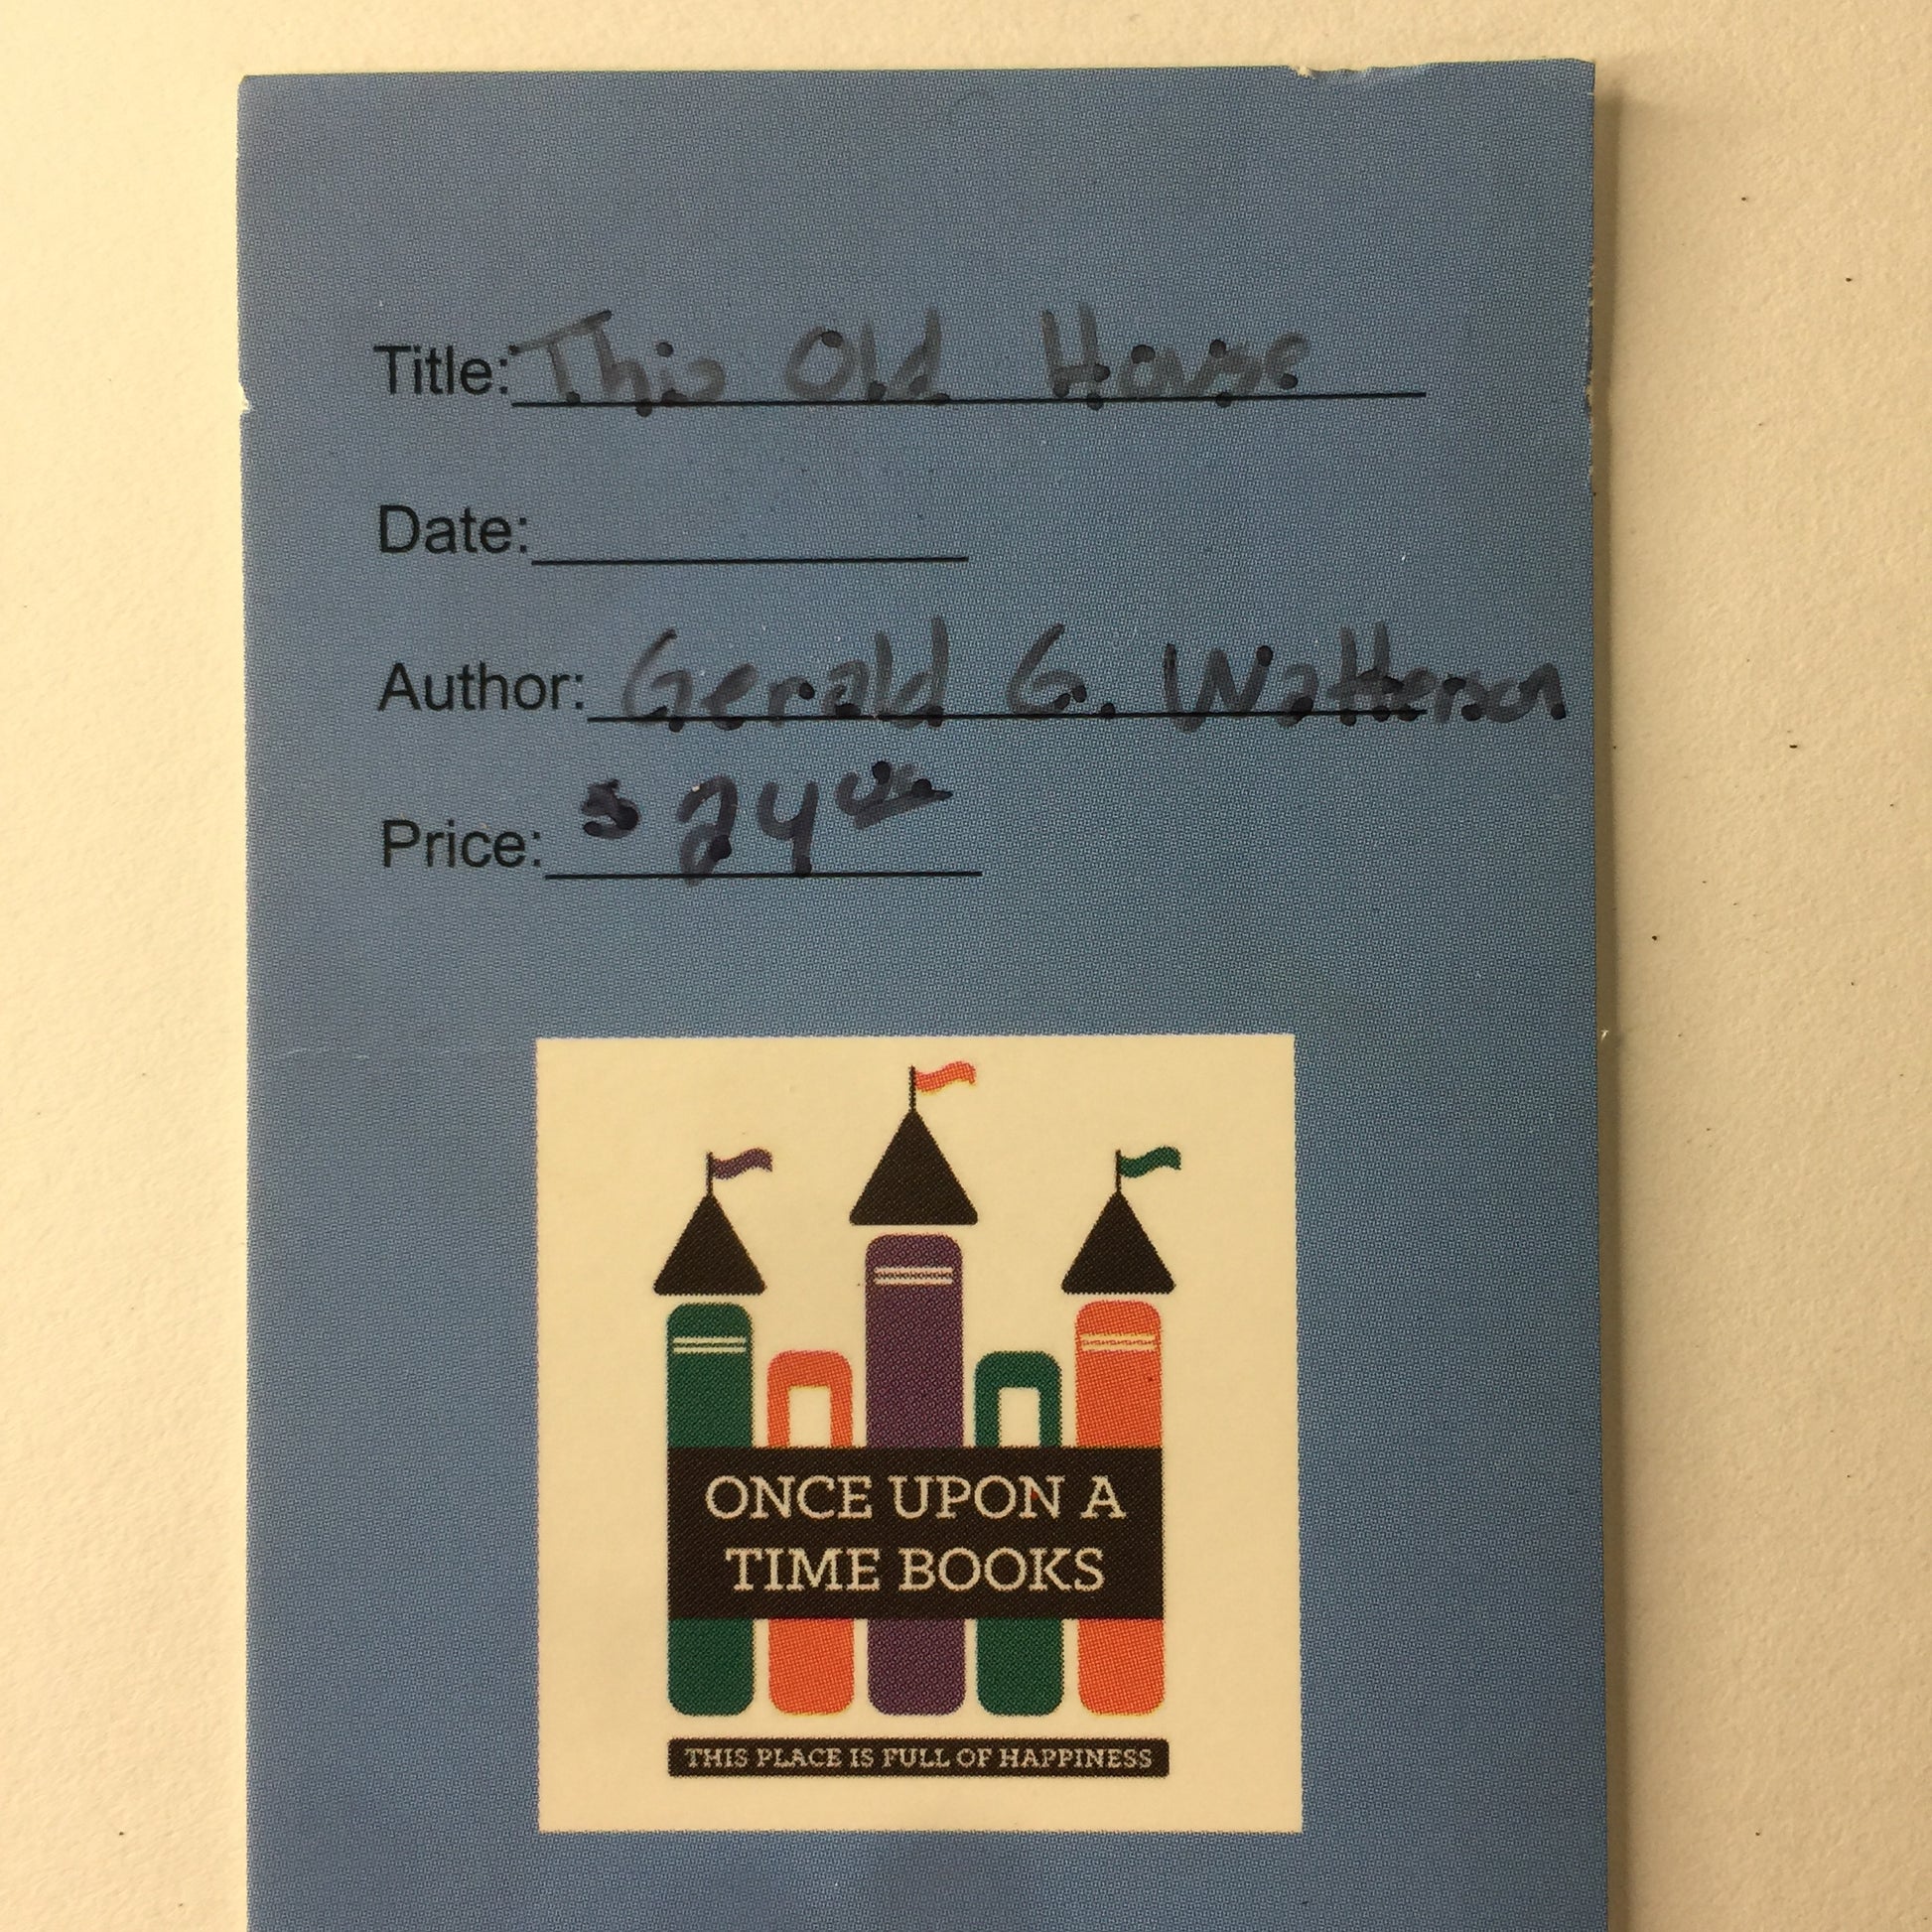 Title: This Old House
Date:
Author: Gerald G. Watterson
Price: $ 24 00
ONCE UPON A
TIME BOOKS
THIS PLACE IS FULL OF HAPPINESS